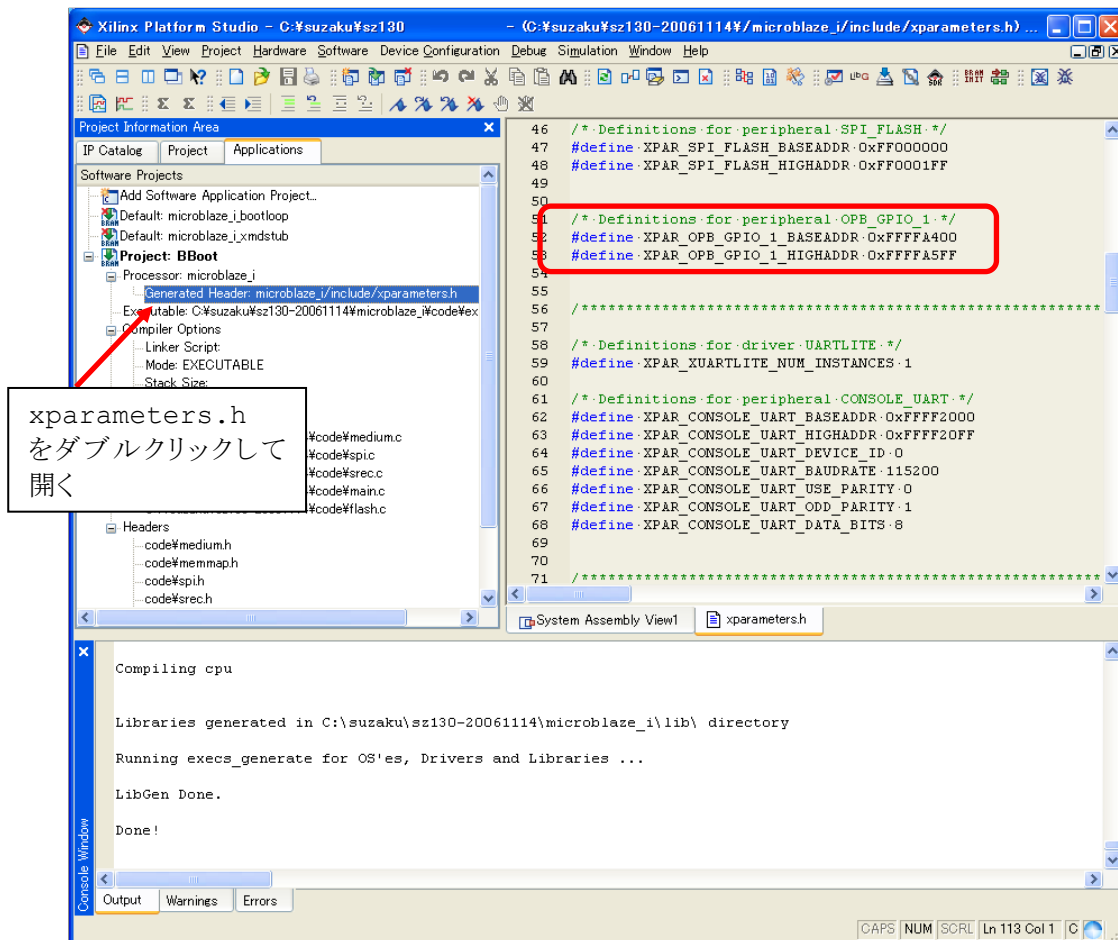 Xilinx Platform Studio - C:¥suzaku¥sz130 - (C:¥suzaku¥sz130-20061114¥/microblaze_i/include/xparameters.h) ...
File Edit View Project Hardware Software Device Configuration Debug Simulation Window Help
Project Information Area
IP Catalog Project Applications
Software Projects
Add Software Application Project...
Default: microblaze_i_bootloop
Default: microblaze_i_xmdstub
Project: BBoot
Processor: microblaze_i
Generated Header: microblaze_i/include/xparameters.h
Executable: C:¥suzaku¥sz130-20061114¥microblaze_i¥code¥ex
Compiler Options
Linker Script:
Mode: EXECUTABLE
Stack Size:
xparameters.h
をダブルクリックして
開く
¥code¥medium.c
¥code¥spi.c
¥code¥srec.c
¥code¥main.c
¥code¥flash.c
Headers
code¥medium.h
code¥memmap.h
code¥spi.h
code¥srec.h
46 /*·Definitions·for·peripheral·SPI_FLASH·*/
47 #define·XPAR_SPI_FLASH_BASEADDR·0xFF000000
48 #define·XPAR_SPI_FLASH_HIGHADDR·0xFF0001FF
49
50
51 /*·Definitions·for·peripheral·OPB_GPIO_1·*/
52 #define·XPAR_OPB_GPIO_1_BASEADDR·0xFFFFA400
53 #define·XPAR_OPB_GPIO_1_HIGHADDR·0xFFFFA5FF
54
55
56 /***********************************************************
57
58 /*·Definitions·for·driver·UARTLITE·*/
59 #define·XPAR_XUARTLITE_NUM_INSTANCES·1
60
61 /*·Definitions·for·peripheral·CONSOLE_UART·*/
62 #define·XPAR_CONSOLE_UART_BASEADDR·0xFFFF2000
63 #define·XPAR_CONSOLE_UART_HIGHADDR·0xFFFF20FF
64 #define·XPAR_CONSOLE_UART_DEVICE_ID·0
65 #define·XPAR_CONSOLE_UART_BAUDRATE·115200
66 #define·XPAR_CONSOLE_UART_USE_PARITY·0
67 #define·XPAR_CONSOLE_UART_ODD_PARITY·1
68 #define·XPAR_CONSOLE_UART_DATA_BITS·8
69
70
71 /***********************************************************
System Assembly View1 xparameters.h
Compiling cpu
Libraries generated in C:\suzaku\sz130-20061114\microblaze_i\lib\ directory
Running execs_generate for OS'es, Drivers and Libraries ...
LibGen Done.
Done!
Console Window
Output Warnings Errors
CAPS NUM SCRL Ln 113 Col 1 C